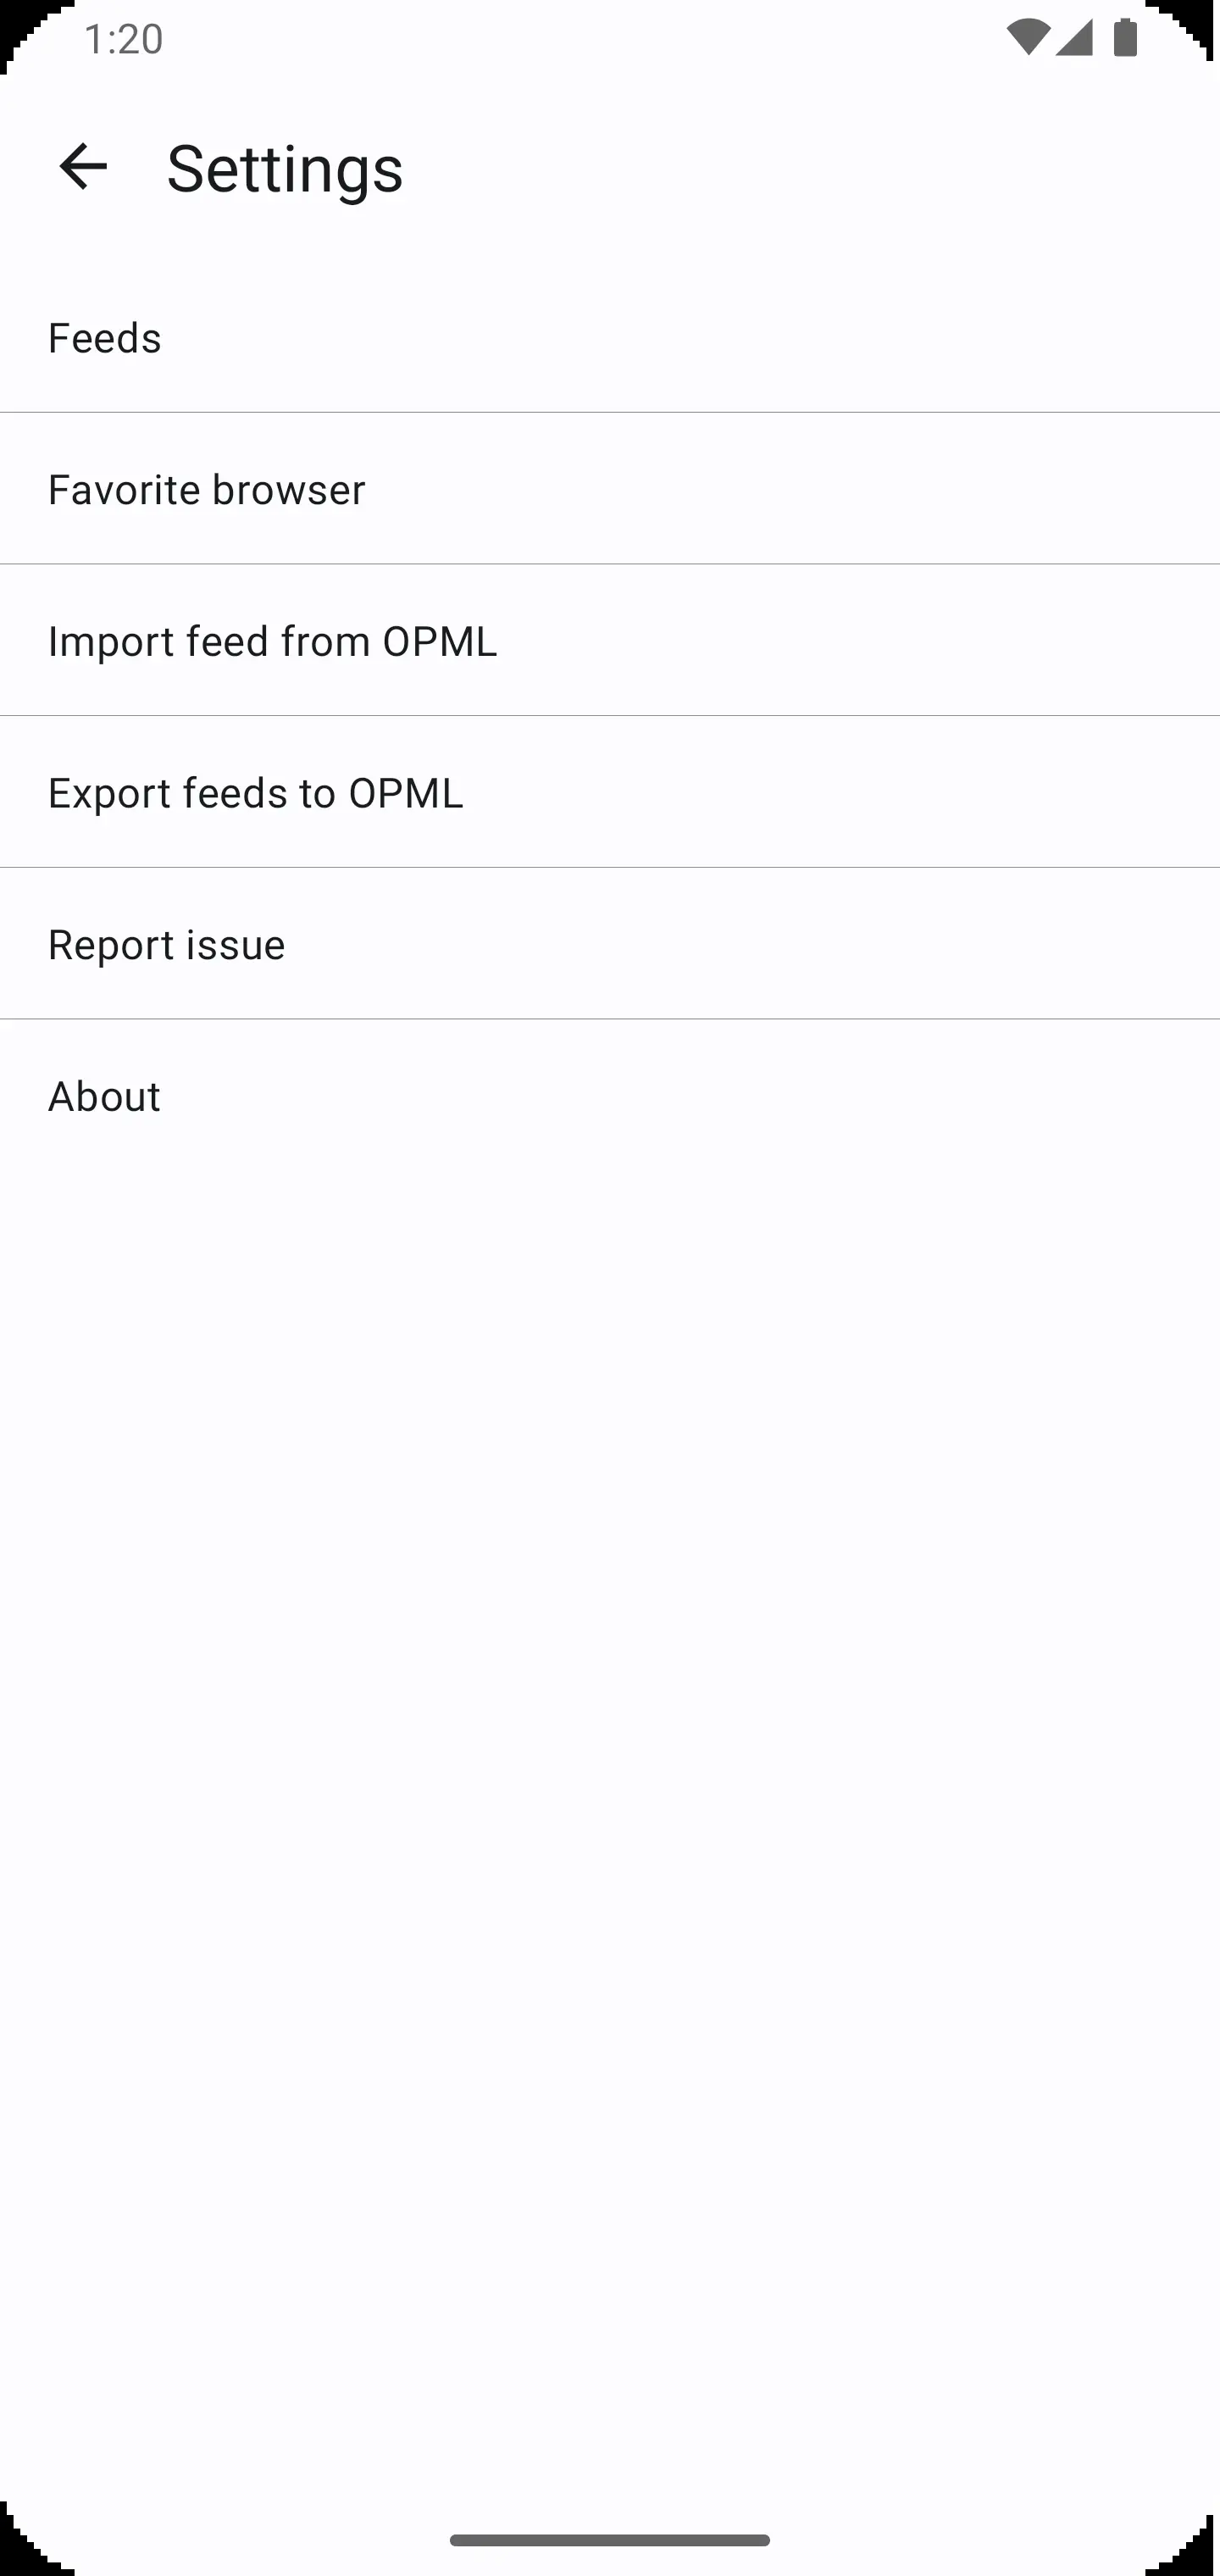 1:20
Settings
Feeds
Favorite browser
Import feed from OPML
Export feeds to OPML
Report issue
About